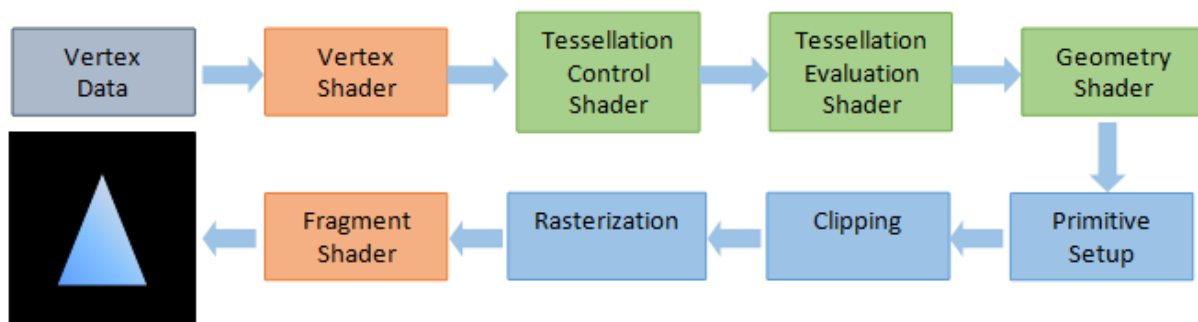 Vertex
Data
Vertex
Shader
Tessellation
Control
Shader
Tessellation
Evaluation
Shader
Geometry
Shader
Fragment
Shader
Rasterization
Clipping
Primitive
Setup